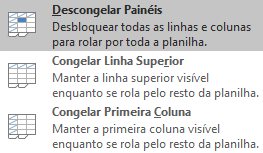 Descongelar Painéis
Desbloquear todas as linhas e colunas
para rolar por toda a planilha.
Congelar Linha Superior
Manter a linha superior visível
enquanto se rola pelo resto da planilha.
Congelar Primeira Coluna
Manter a primeira coluna visível
enquanto se rola pelo resto da planilha.